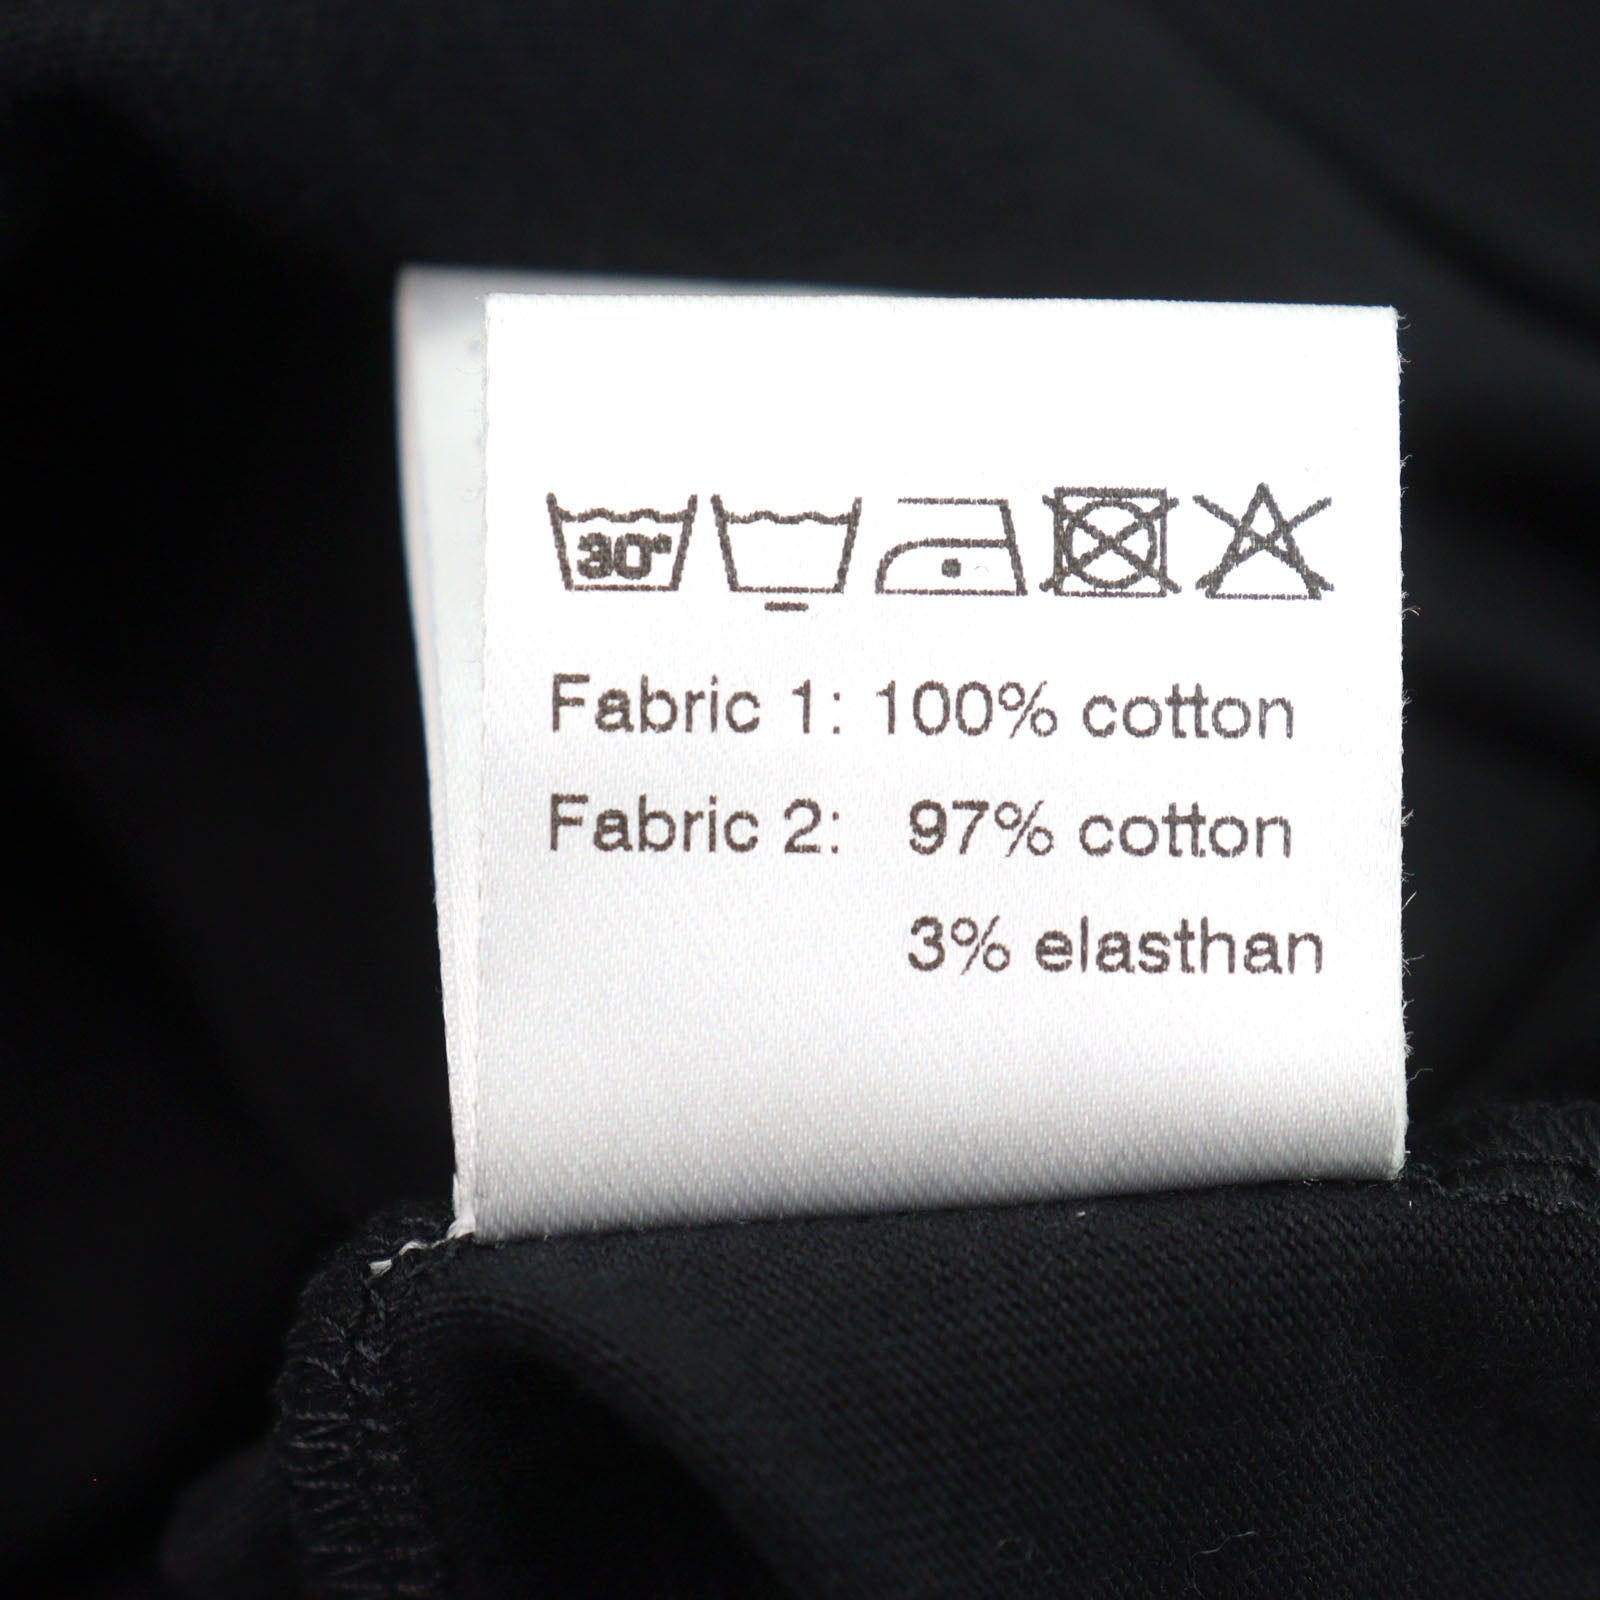 30°
Fabric 1: 100% cotton
Fabric 2: 97% cotton
3% elasthan